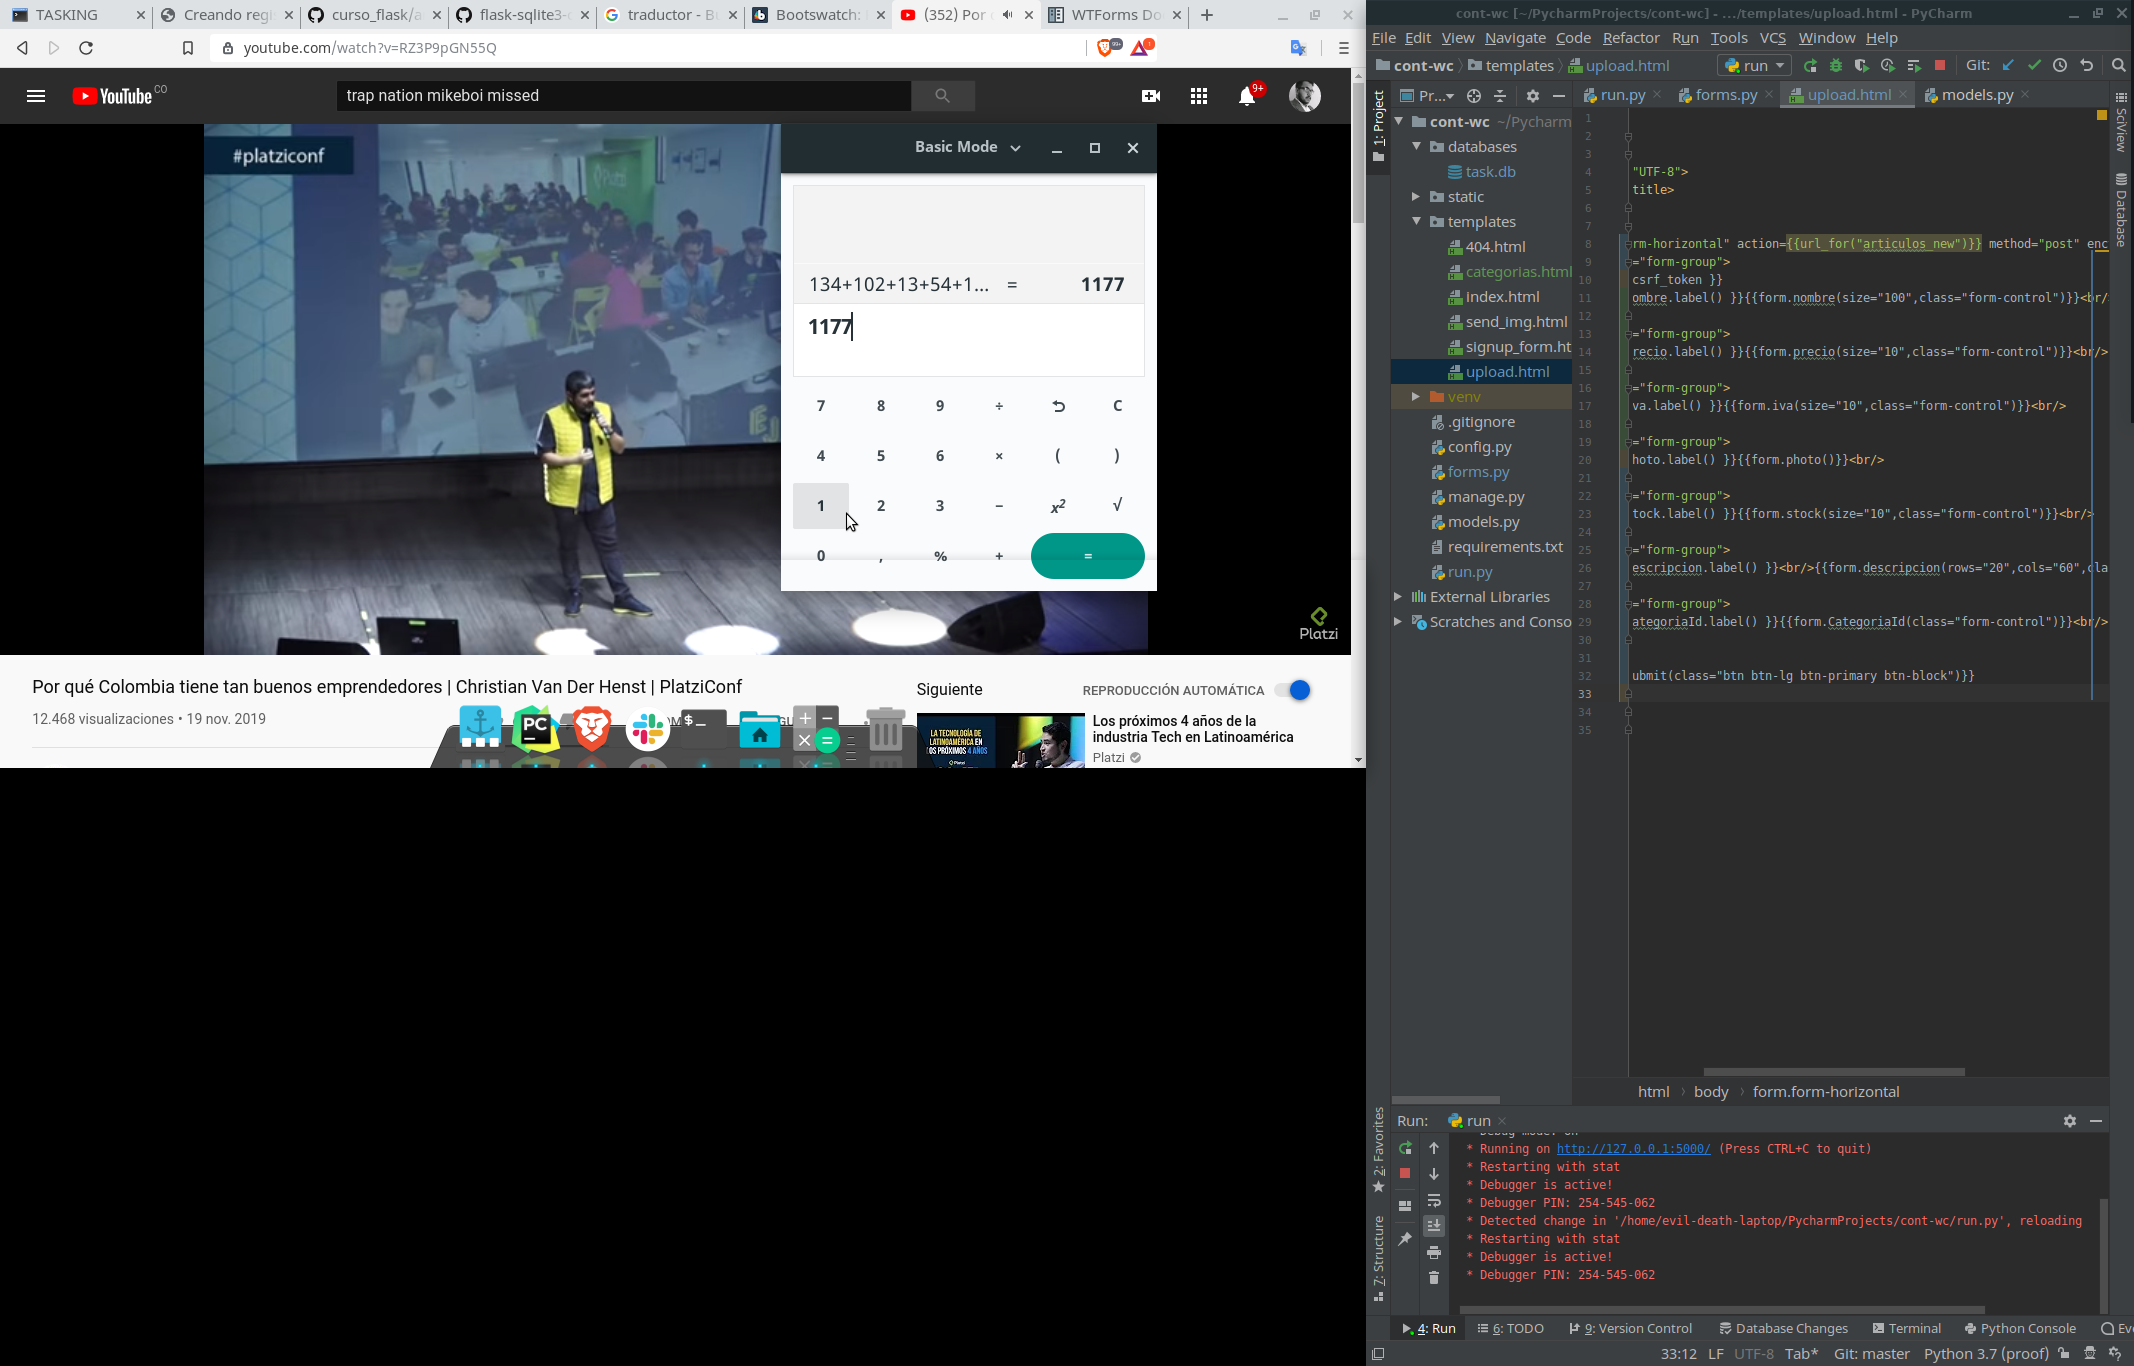 TASKING
Creando regi
curso_flask/a
flask-sqlite3-c
traductor - Bu
Bootswatch:
(352) Por
WTForms Do
youtube.com/watch?v=RZ3P9pGN55Q
YouTube CO
trap nation mikeboi missed
9+
#platziconf
Basic Mode
134+102+13+54+1... = 1177
1177
7 8 9 ÷ C
4 5 6 × ( )
1 2 3 − x² √
0 , % + =
Platzi
Por qué Colombia tiene tan buenos emprendedores | Christian Van Der Henst | PlatziConf
12.468 visualizaciones • 19 nov. 2019
Siguiente
REPRODUCCIÓN AUTOMÁTICA
PC
$_
LA TECNOLOGÍA DE
LATINOAMÉRICA EN
OS PRÓXIMOS 4 AÑOS
Los próximos 4 años de la
industria Tech en Latinoamérica
Platzi
cont-wc [~/PycharmProjects/cont-wc] - .../templates/upload.html - PyCharm
File Edit View Navigate Code Refactor Run Tools VCS Window Help
cont-wc templates upload.html run Git:
1: Project
Pr...
run.py forms.py upload.html models.py
cont-wc ~/Pycharm
databases
task.db
static
templates
404.html
categorias.html
index.html
send_img.html
signup_form.ht
upload.html
venv
.gitignore
config.py
forms.py
manage.py
models.py
requirements.txt
run.py
External Libraries
Scratches and Conso
1
2
3
4 "UTF-8">
5 title>
6
7
8 rm-horizontal" action={{url_for("articulos_new")}} method="post" enc
9 ="form-group">
10 csrf_token }}
11 ombre.label() }}{{form.nombre(size="100",class="form-control")}}<br/
12
13 ="form-group">
14 recio.label() }}{{form.precio(size="10",class="form-control")}}<br/>
15
16 ="form-group">
17 va.label() }}{{form.iva(size="10",class="form-control")}}<br/>
18
19 ="form-group">
20 hoto.label() }}{{form.photo()}}<br/>
21
22 ="form-group">
23 tock.label() }}{{form.stock(size="10",class="form-control")}}<br/>
24
25 ="form-group">
26 escripcion.label() }}<br/>{{form.descripcion(rows="20",cols="60",cla
27
28 ="form-group">
29 ategoriaId.label() }}{{form.CategoriaId(class="form-control")}}<br/>
30
31
32 ubmit(class="btn btn-lg btn-primary btn-block")}}
33
34
35
SciView
Database
html body form.form-horizontal
2: Favorites
7: Structure
Run: run
* Running on http://127.0.0.1:5000/ (Press CTRL+C to quit)
* Restarting with stat
* Debugger is active!
* Debugger PIN: 254-545-062
* Detected change in '/home/evil-death-laptop/PycharmProjects/cont-wc/run.py', reloading
* Restarting with stat
* Debugger is active!
* Debugger PIN: 254-545-062
4: Run 6: TODO 9: Version Control Database Changes Terminal Python Console Eve
33:12 LF UTF-8 Tab* Git: master Python 3.7 (proof)